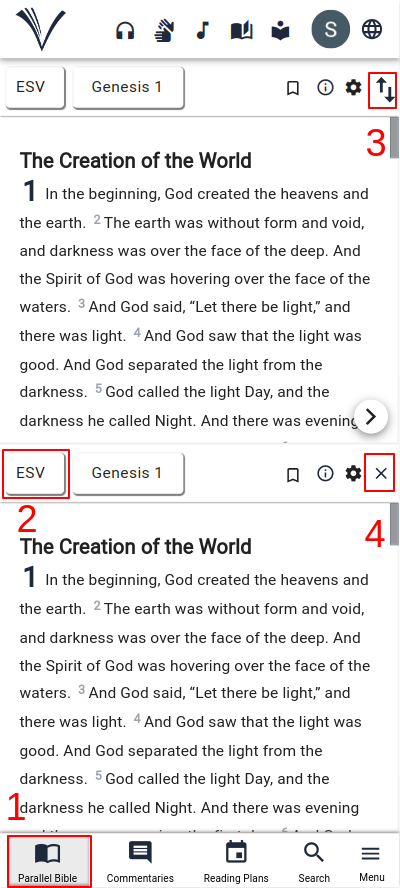 S
ESV Genesis 1
3
The Creation of the World
1 In the beginning, God created the heavens and
the earth. 2 The earth was without form and void,
and darkness was over the face of the deep. And
the Spirit of God was hovering over the face of the
waters. 3 And God said, “Let there be light,” and
there was light. 4 And God saw that the light was
good. And God separated the light from the
darkness. 5 God called the light Day, and the
darkness he called Night. And there was evening
ESV Genesis 1
2
4
The Creation of the World
1 In the beginning, God created the heavens and
the earth. 2 The earth was without form and void,
and darkness was over the face of the deep. And
the Spirit of God was hovering over the face of the
waters. 3 And God said, “Let there be light,” and
there was light. 4 And God saw that the light was
good. And God separated the light from the
darkness. 5 God called the light Day, and the
1
darkness he called Night. And there was evening
Parallel Bible Commentaries Reading Plans Search Menu